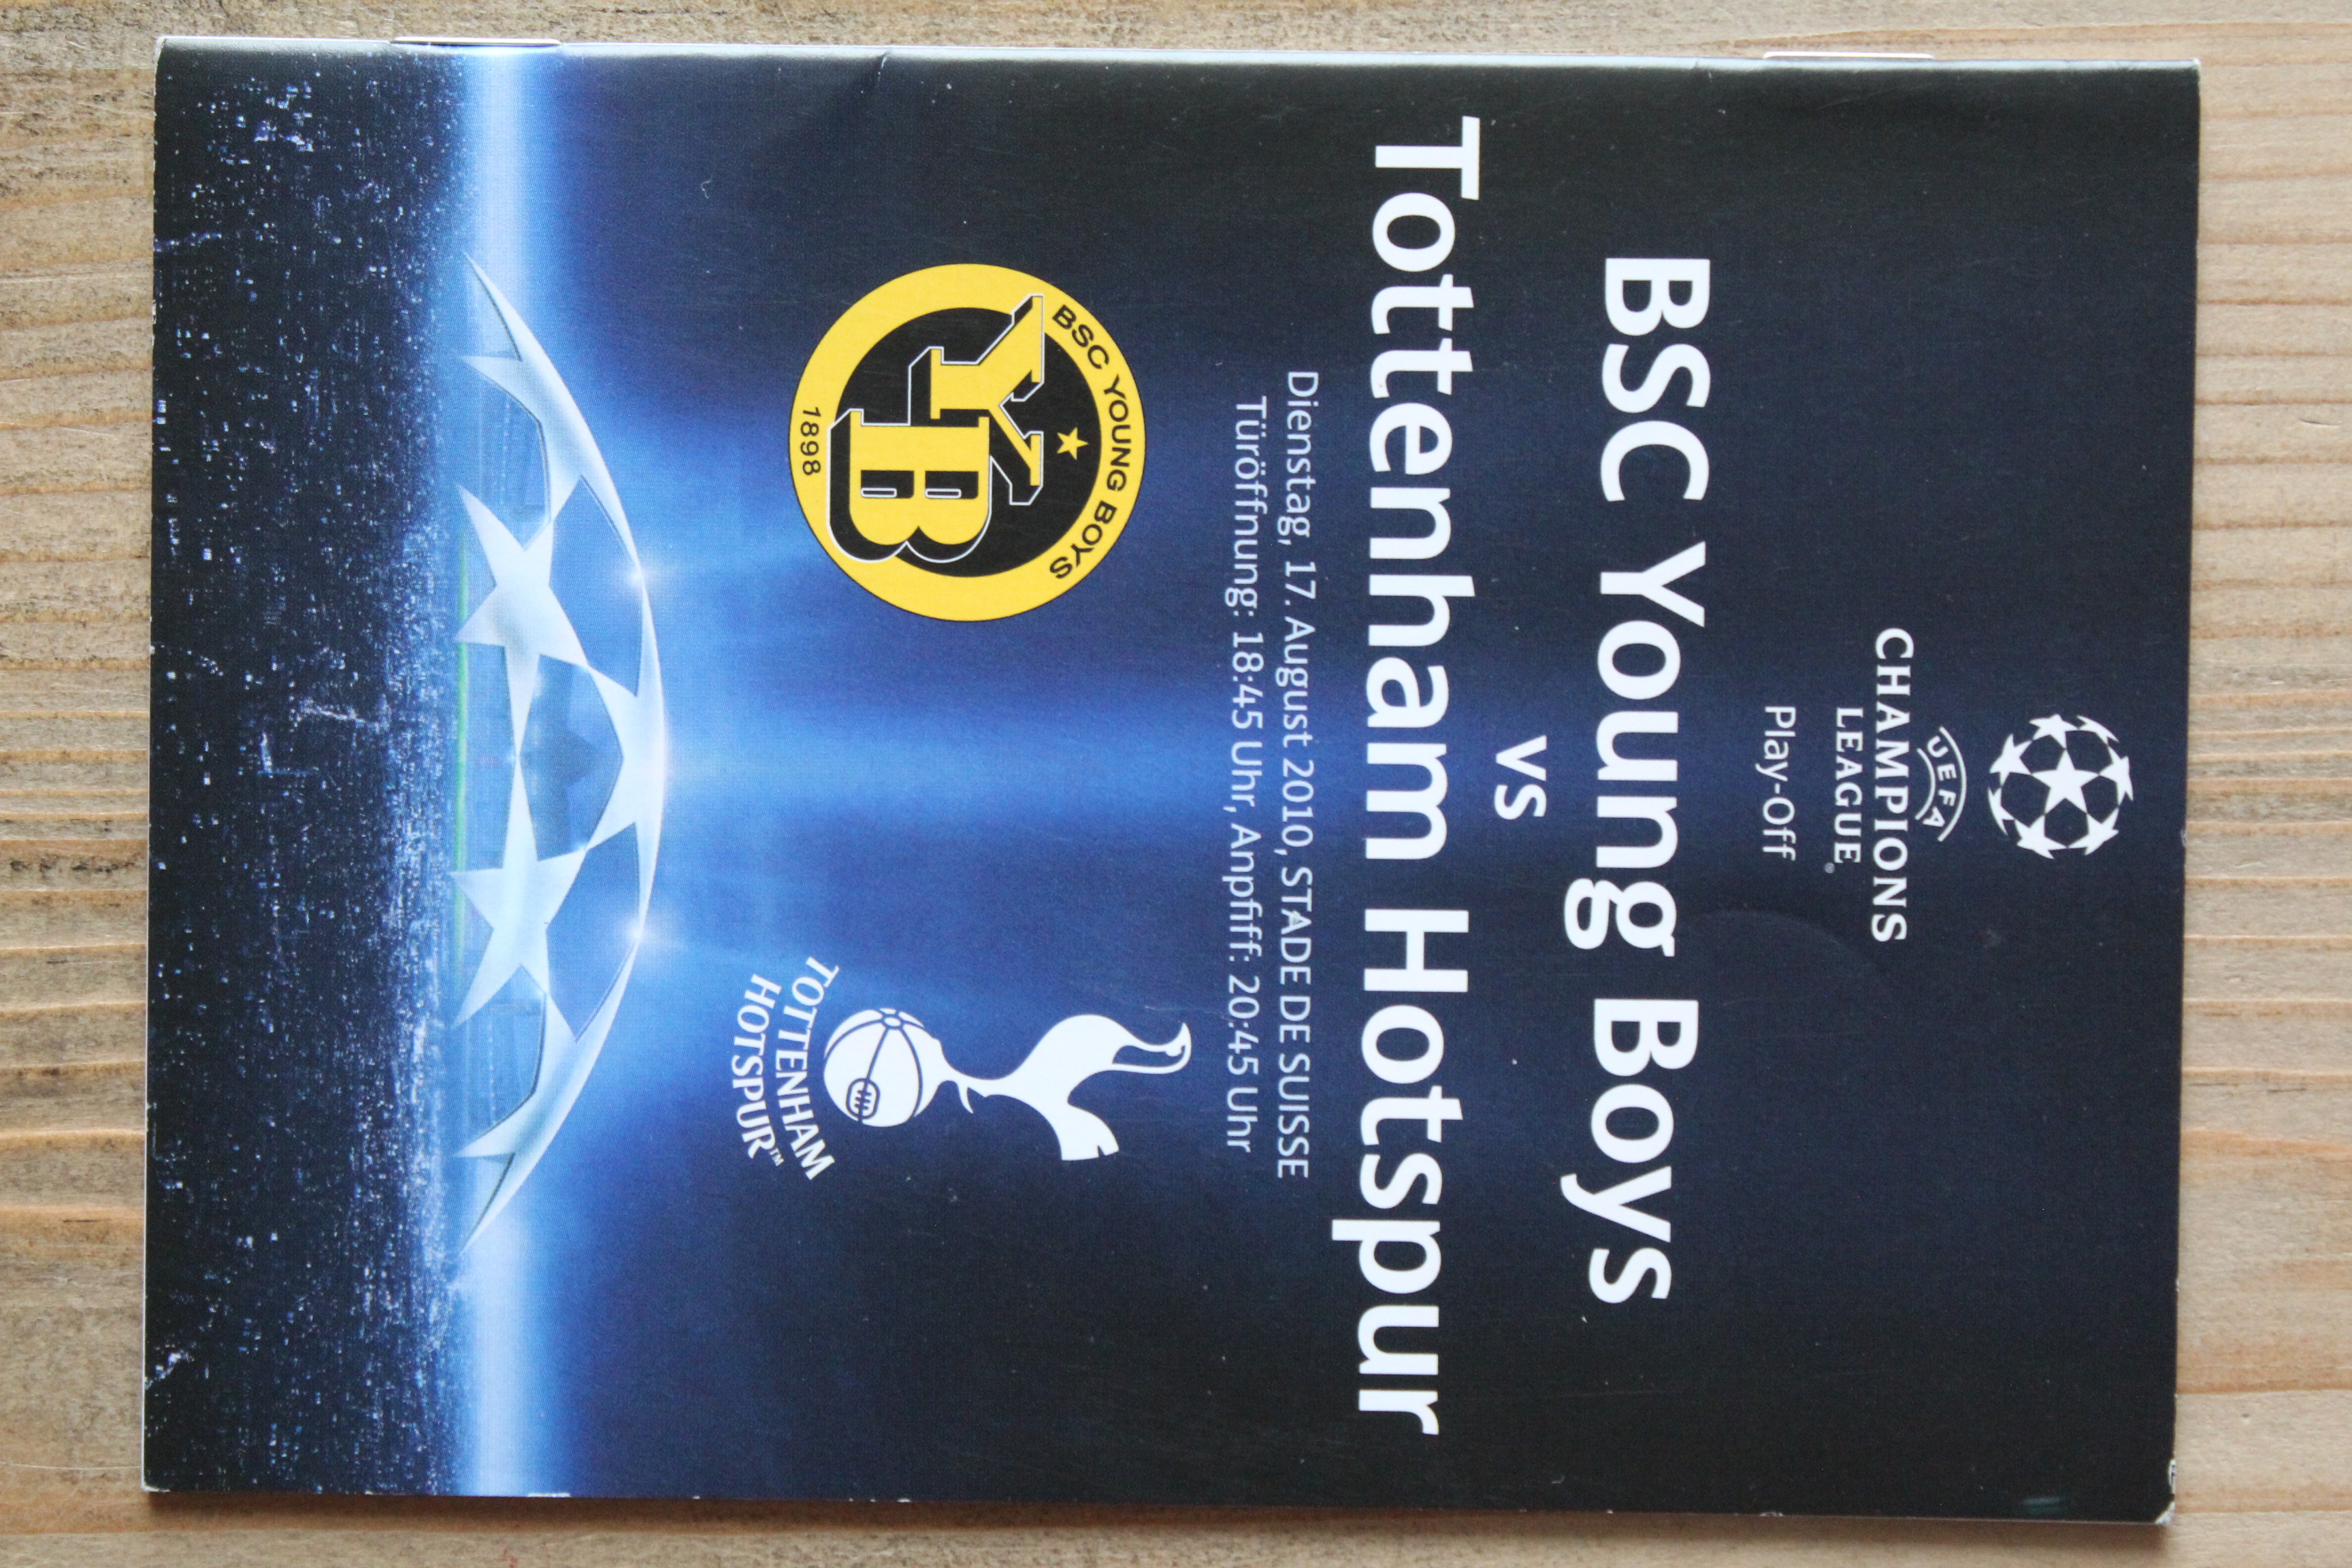 UEFA
CHAMPIONS
LEAGUE®
Play-Off
BSC Young Boys
vs
Tottenham Hotspur
Dienstag, 17. August 2010, STADE DE SUISSE
Türöffnung: 18:45 Uhr, Anpfiff: 20:45 Uhr
BSC YOUNG BOYS
YB
1898
TOTTENHAM
HOTSPUR™